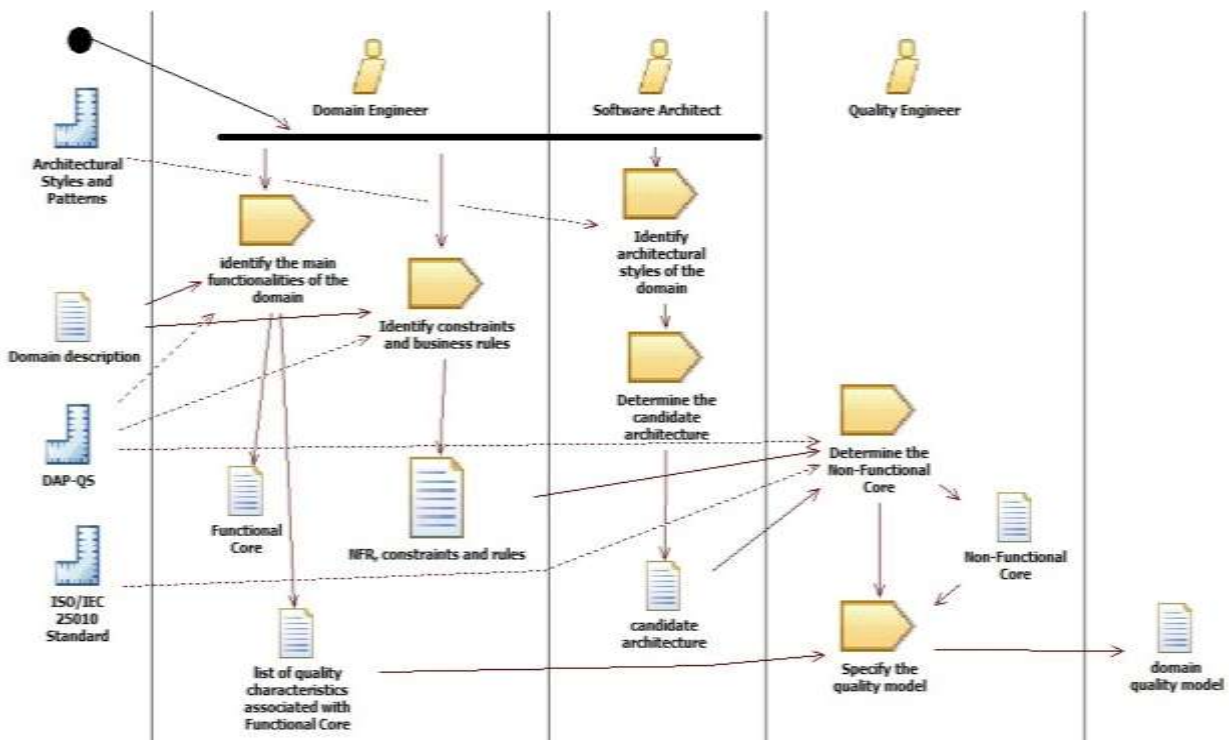 Domain Engineer
Software Architect
Quality Engineer
Architectural
Styles and
Patterns
identify the main
functionalities of the
domain
Identify
architectural
styles of the
domain
Domain description
Identify constraints
and business rules
Determine the
candidate
architecture
DAP-QS
Determine the
Non-Functional
Core
Functional
Core
NFR, constraints and rules
Non-Functional
Core
ISO/IEC
25010
Standard
candidate
architecture
list of quality
characteristics
associated with
Functional Core
Specify the
quality model
domain
quality model